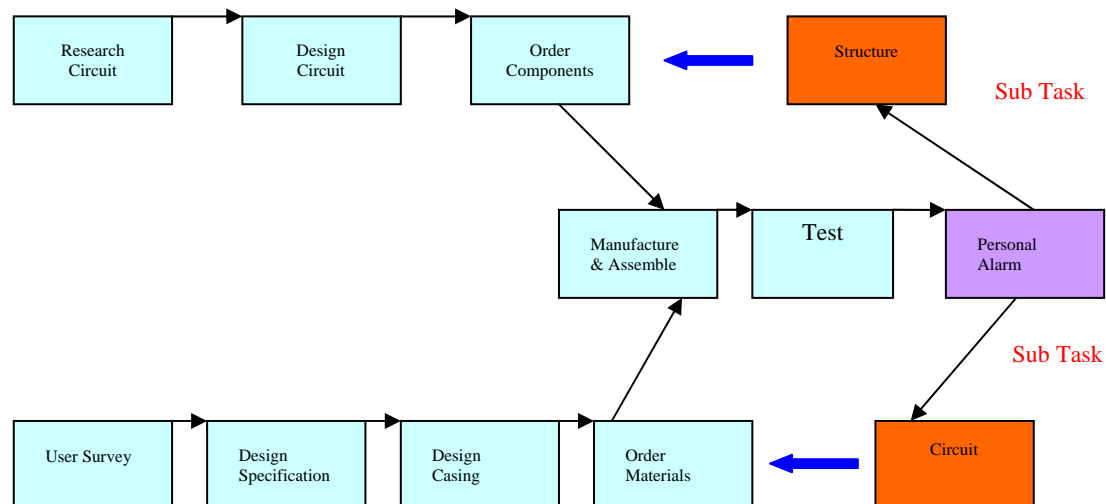 Research
Circuit
Design
Circuit
Order
Components
Structure
Sub Task
Manufacture
& Assemble
Test
Personal
Alarm
Sub Task
User Survey
Design
Specification
Design
Casing
Order
Materials
Circuit